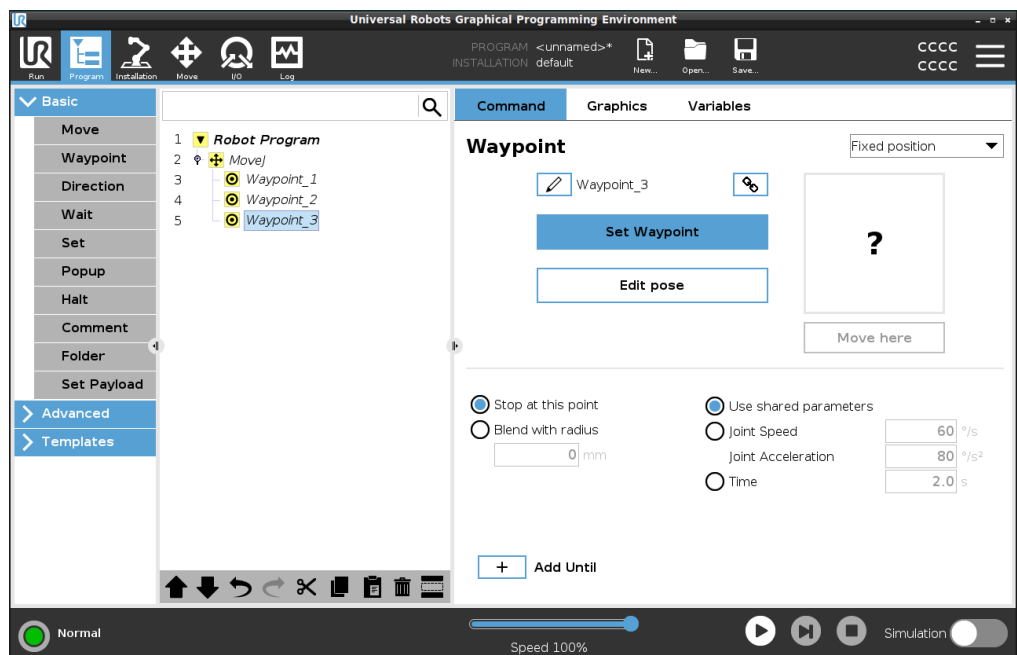 Universal Robots Graphical Programming Environment
UR
Run
Program
Installation
Move
I/O
Log
PROGRAM <unnamed>*
INSTALLATION default
New...
Open...
Save...
CCCC
CCCC
Basic
Move
Waypoint
Direction
Wait
Set
Popup
Halt
Comment
Folder
Set Payload
Advanced
Templates
1 Robot Program
2 MoveJ
3 Waypoint_1
4 Waypoint_2
5 Waypoint_3
Command Graphics Variables
Waypoint
Fixed position
Waypoint_3
Set Waypoint
Edit pose
?
Move here
Stop at this point
Blend with radius
0 mm
Use shared parameters
Joint Speed 60 °/s
Joint Acceleration 80 °/s²
Time 2.0 s
+ Add Until
Normal
Speed 100%
Simulation